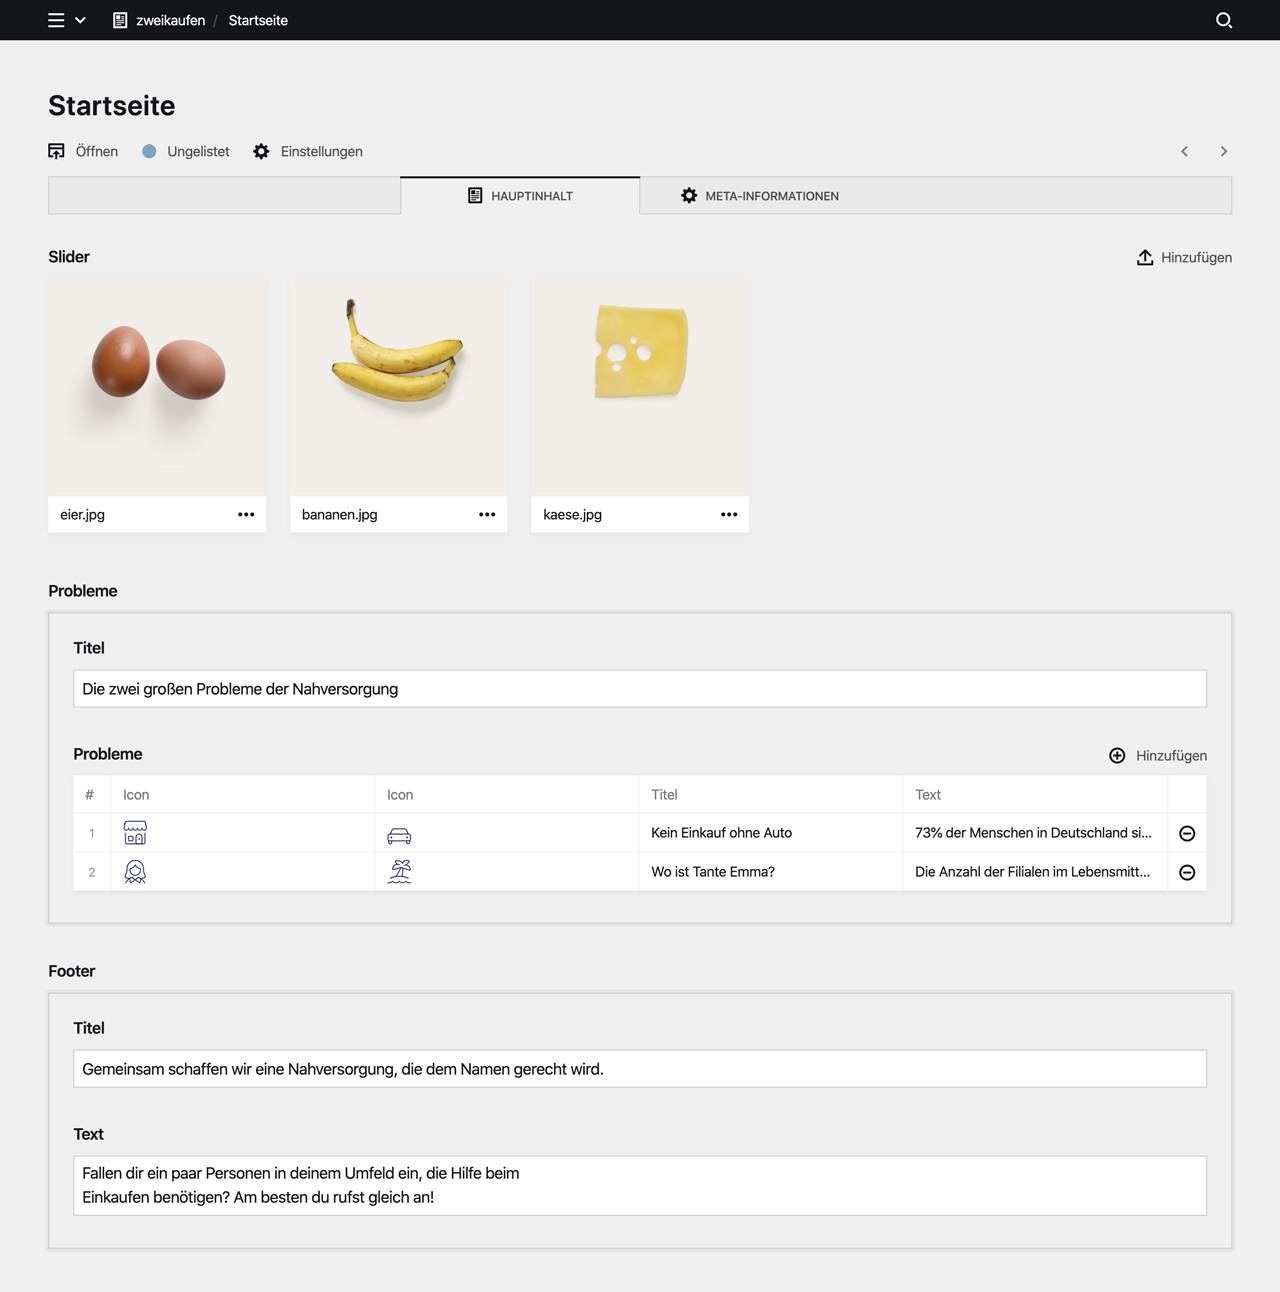 zweikaufen / Startseite
Startseite
Öffnen Ungelistet Einstellungen
HAUPTINHALT META-INFORMATIONEN
Slider Hinzufügen
eier.jpg bananen.jpg kaese.jpg
Probleme
Titel
Die zwei großen Probleme der Nahversorgung
Probleme Hinzufügen
# Icon Icon Titel Text
1 Kein Einkauf ohne Auto 73% der Menschen in Deutschland si...
2 Wo ist Tante Emma? Die Anzahl der Filialen im Lebensmitt...
Footer
Titel
Gemeinsam schaffen wir eine Nahversorgung, die dem Namen gerecht wird.
Text
Fallen dir ein paar Personen in deinem Umfeld ein, die Hilfe beim
Einkaufen benötigen? Am besten du rufst gleich an!